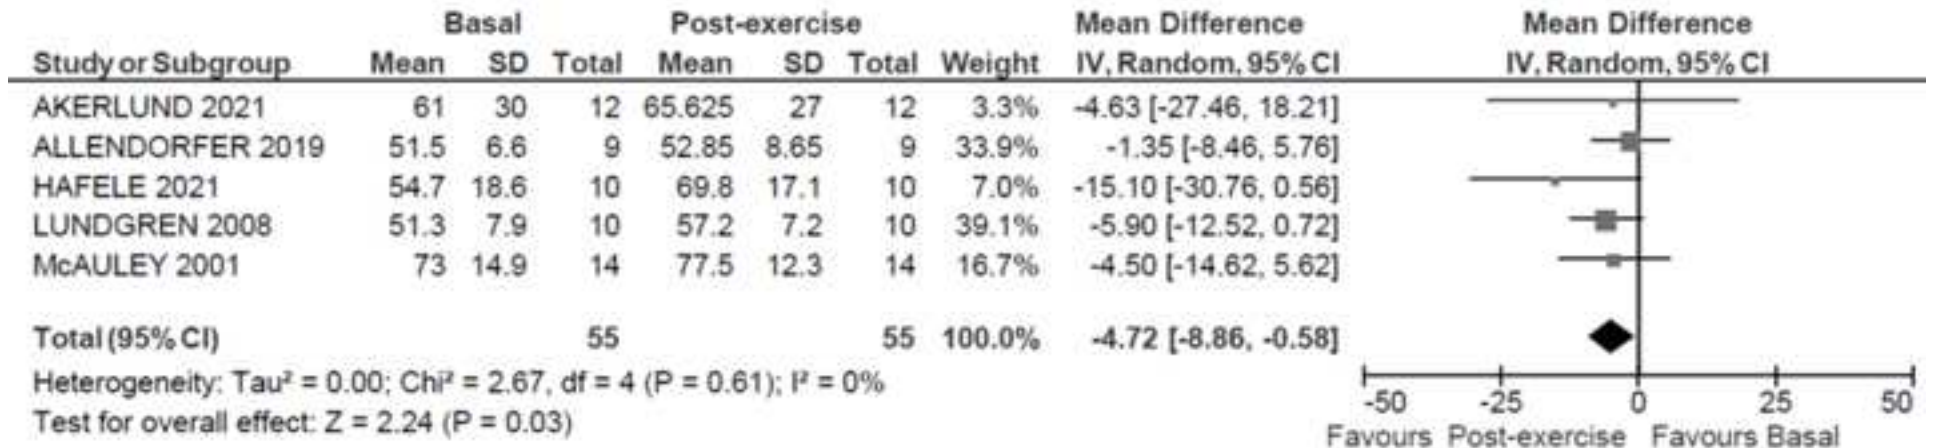 Basal Post-exercise Mean Difference Mean Difference
Study or Subgroup Mean SD Total Mean SD Total Weight IV, Random, 95% CI IV, Random, 95% CI
AKERLUND 2021 61 30 12 65.625 27 12 3.3% -4.63 [-27.46, 18.21]
ALLENDORFER 2019 51.5 6.6 9 52.85 8.65 9 33.9% -1.35 [-8.46, 5.76]
HAFELE 2021 54.7 18.6 10 69.8 17.1 10 7.0% -15.10 [-30.76, 0.56]
LUNDGREN 2008 51.3 7.9 10 57.2 7.2 10 39.1% -5.90 [-12.52, 0.72]
McAULEY 2001 73 14.9 14 77.5 12.3 14 16.7% -4.50 [-14.62, 5.62]
Total (95% CI) 55 55 100.0% -4.72 [-8.86, -0.58]
Heterogeneity: Tau² = 0.00; Chi² = 2.67, df = 4 (P = 0.61); I² = 0%
Test for overall effect: Z = 2.24 (P = 0.03)
-50 -25 0 25 50
Favours Post-exercise Favours Basal